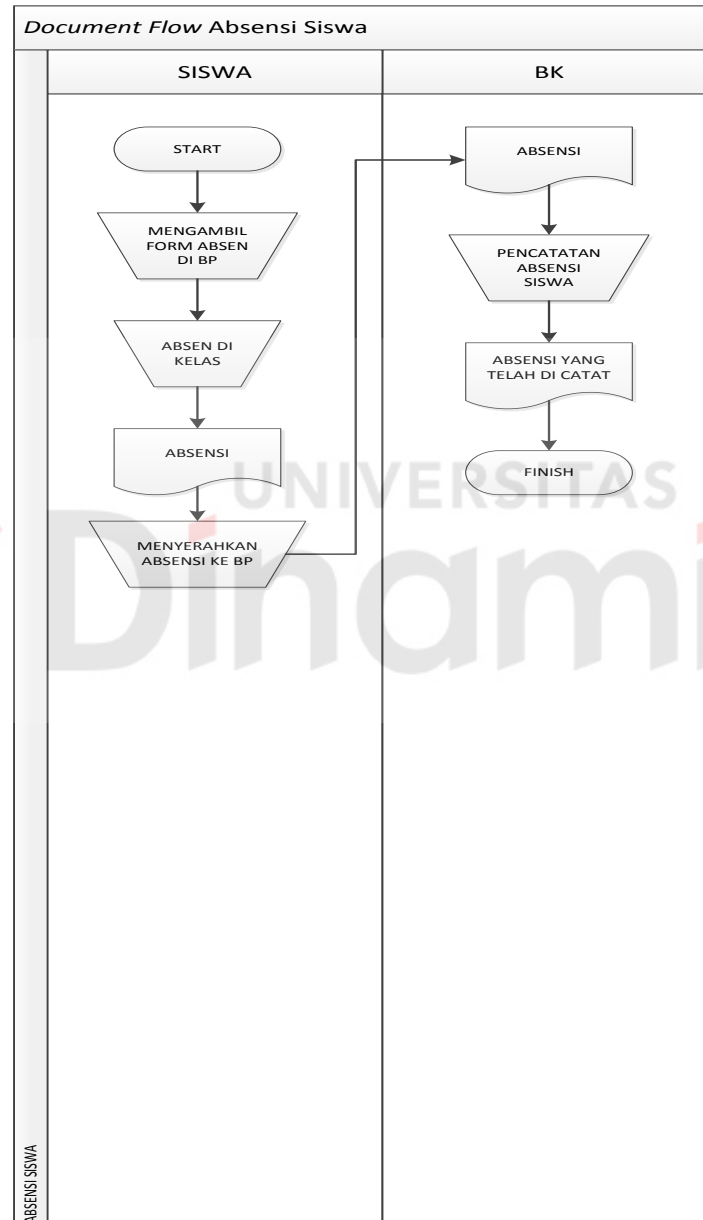 Document Flow Absensi Siswa
SISWA
BK
START
MENGAMBIL
FORM ABSEN
DI BP
ABSEN DI
KELAS
ABSENSI
MENYERAHKAN
ABSENSI KE BP
ABSENSI
PENCATATAN
ABSENSI
SISWA
ABSENSI YANG
TELAH DI CATAT
FINISH
UNIVERSITAS
Dinami
ABSENSI SISWA